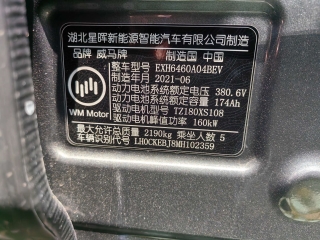 湖北星晖新能源智能汽车有限公司制造
品牌 威马牌 制造国 中国
整车型号 EXH6460A04BEV
制造年月 2021-06
动力电池系统额定电压 380.6V
动力电池系统额定容量 174Ah
驱动电机型号 TZ180XS108
驱动电机峰值功率 160kW
WM Motor
最大允许总质量 2190kg 乘坐人数 5
车辆识别代号 LH0CKEBJ8MH102359